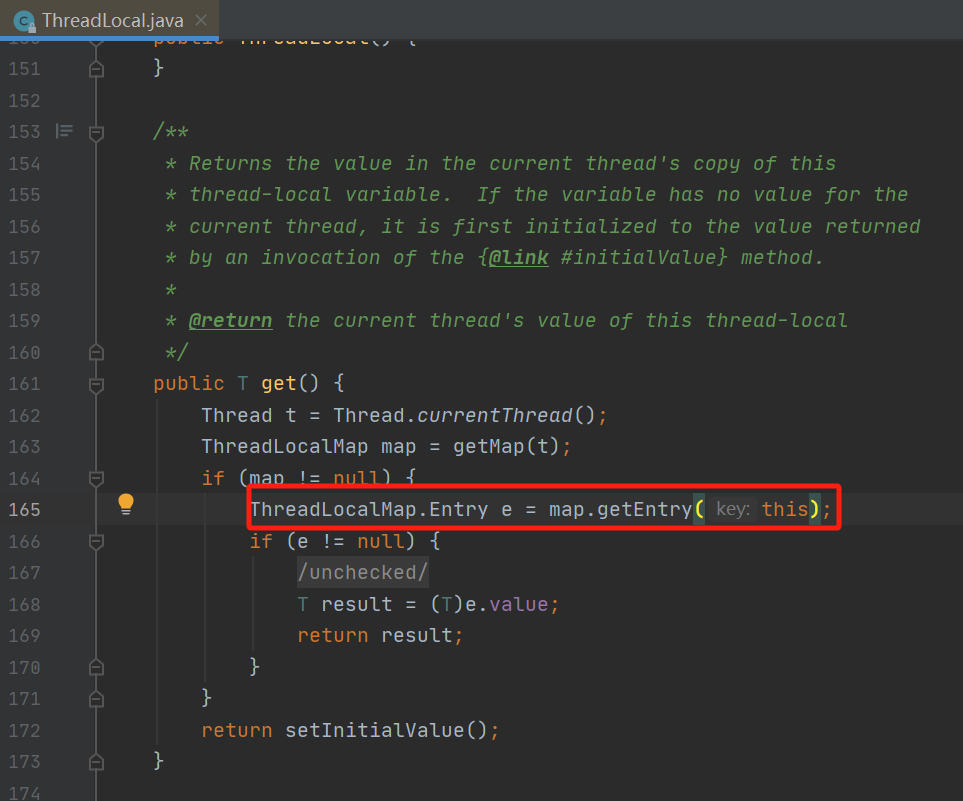 ThreadLocal.java
151 }
152
153 /**
154 * Returns the value in the current thread's copy of this
155 * thread-local variable.  If the variable has no value for the
156 * current thread, it is first initialized to the value returned
157 * by an invocation of the {@link #initialValue} method.
158 *
159 * @return the current thread's value of this thread-local
160 */
161 public T get() {
162 Thread t = Thread.currentThread();
163 ThreadLocalMap map = getMap(t);
164 if (map != null) {
165 ThreadLocalMap.Entry e = map.getEntry( key: this);
166 if (e != null) {
167 /unchecked/
168 T result = (T)e.value;
169 return result;
170 }
171 }
172 return setInitialValue();
173 }
174